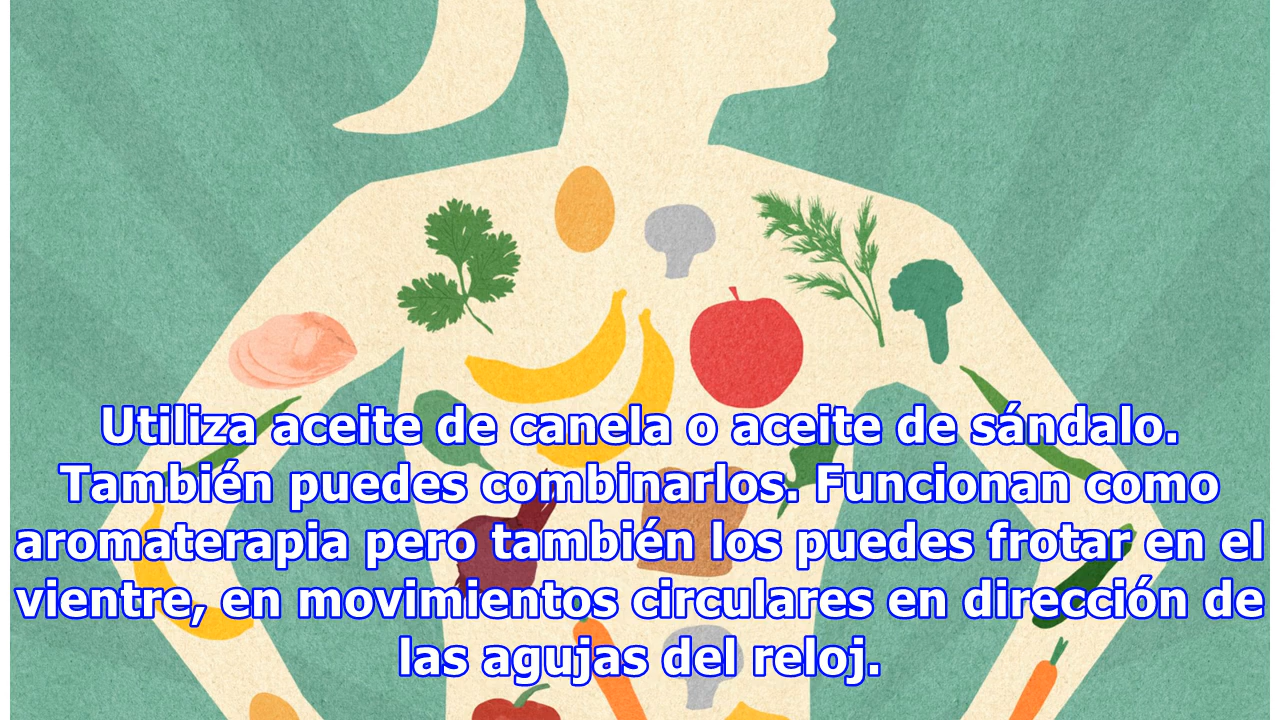 Utiliza aceite de canela o aceite de sándalo.
También puedes combinarlos. Funcionan como
aromaterapia pero también los puedes frotar en el
vientre, en movimientos circulares en dirección de
las agujas del reloj.